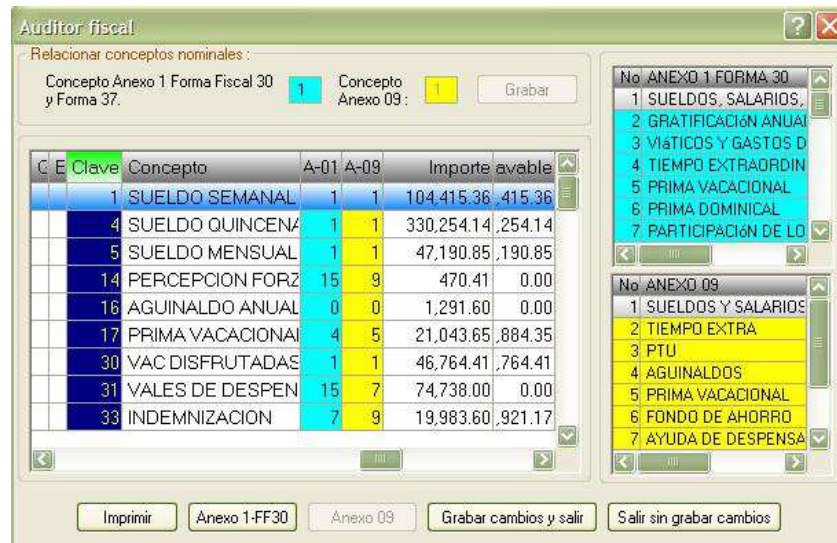 Auditor fiscal
Relacionar conceptos nominales :
Concepto Anexo 1 Forma Fiscal 30 y Forma 37. 1 Concepto Anexo 09 : 1 Grabar
C E Clave Concepto A-01 A-09 Importe avable
1 SUELDO SEMANAL 1 1 104,415.36 ,415.36
4 SUELDO QUINCENA 1 1 330,254.14 ,254.14
5 SUELDO MENSUAL 1 1 47,190.85 ,190.85
14 PERCEPCION FORZ 15 9 470.41 0.00
16 AGUINALDO ANUAL 0 0 1,291.60 0.00
17 PRIMA VACACIONAL 4 5 21,043.65 ,884.35
30 VAC DISFRUTADAS 1 1 46,764.41 ,764.41
31 VALES DE DESPEN 15 7 74,738.00 0.00
33 INDEMNIZACION 7 9 19,983.60 ,921.17
No ANEXO 1 FORMA 30
1 SUELDOS, SALARIOS,
2 GRATIFICACIóN ANUAL
3 VIáTICOS Y GASTOS D
4 TIEMPO EXTRAORDIN
5 PRIMA VACACIONAL
6 PRIMA DOMINICAL
7 PARTICIPACIóN DE LO
No ANEXO 09
1 SUELDOS Y SALARIOS
2 TIEMPO EXTRA
3 PTU
4 AGUINALDOS
5 PRIMA VACACIONAL
6 FONDO DE AHORRO
7 AYUDA DE DESPENSA
Imprimir Anexo 1-FF30 Anexo 09 Grabar cambios y salir Salir sin grabar cambios